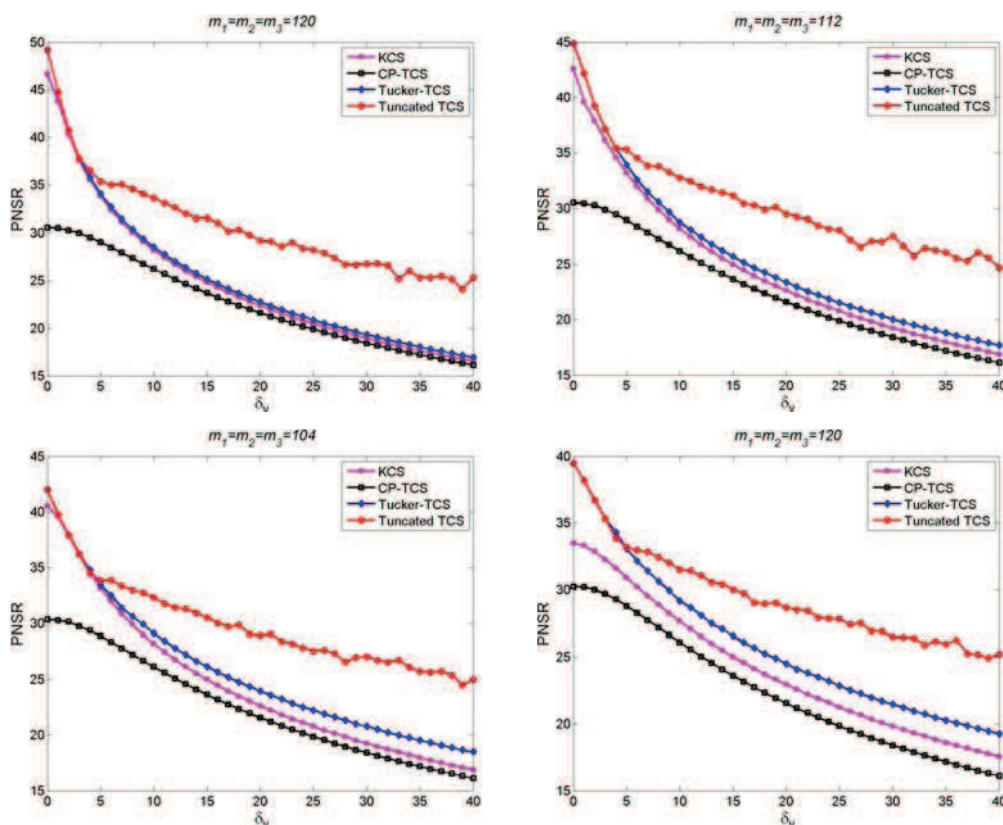 m1=m2=m3=120
50
45
40
35
30
25
20
15
PNSR
0 5 10 15 20 25 30 35 40
δv
KCS
CP-TCS
Tucker-TCS
Tuncated TCS
m1=m2=m3=112
45
40
35
30
25
20
15
PNSR
0 5 10 15 20 25 30 35 40
δv
KCS
CP-TCS
Tucker-TCS
Tuncated TCS
m1=m2=m3=104
45
40
35
30
25
20
15
PNSR
0 5 10 15 20 25 30 35 40
δv
KCS
CP-TCS
Tucker-TCS
Tuncated TCS
m1=m2=m3=120
40
35
30
25
20
15
PNSR
0 5 10 15 20 25 30 35 40
δv
KCS
CP-TCS
Tucker-TCS
Tuncated TCS